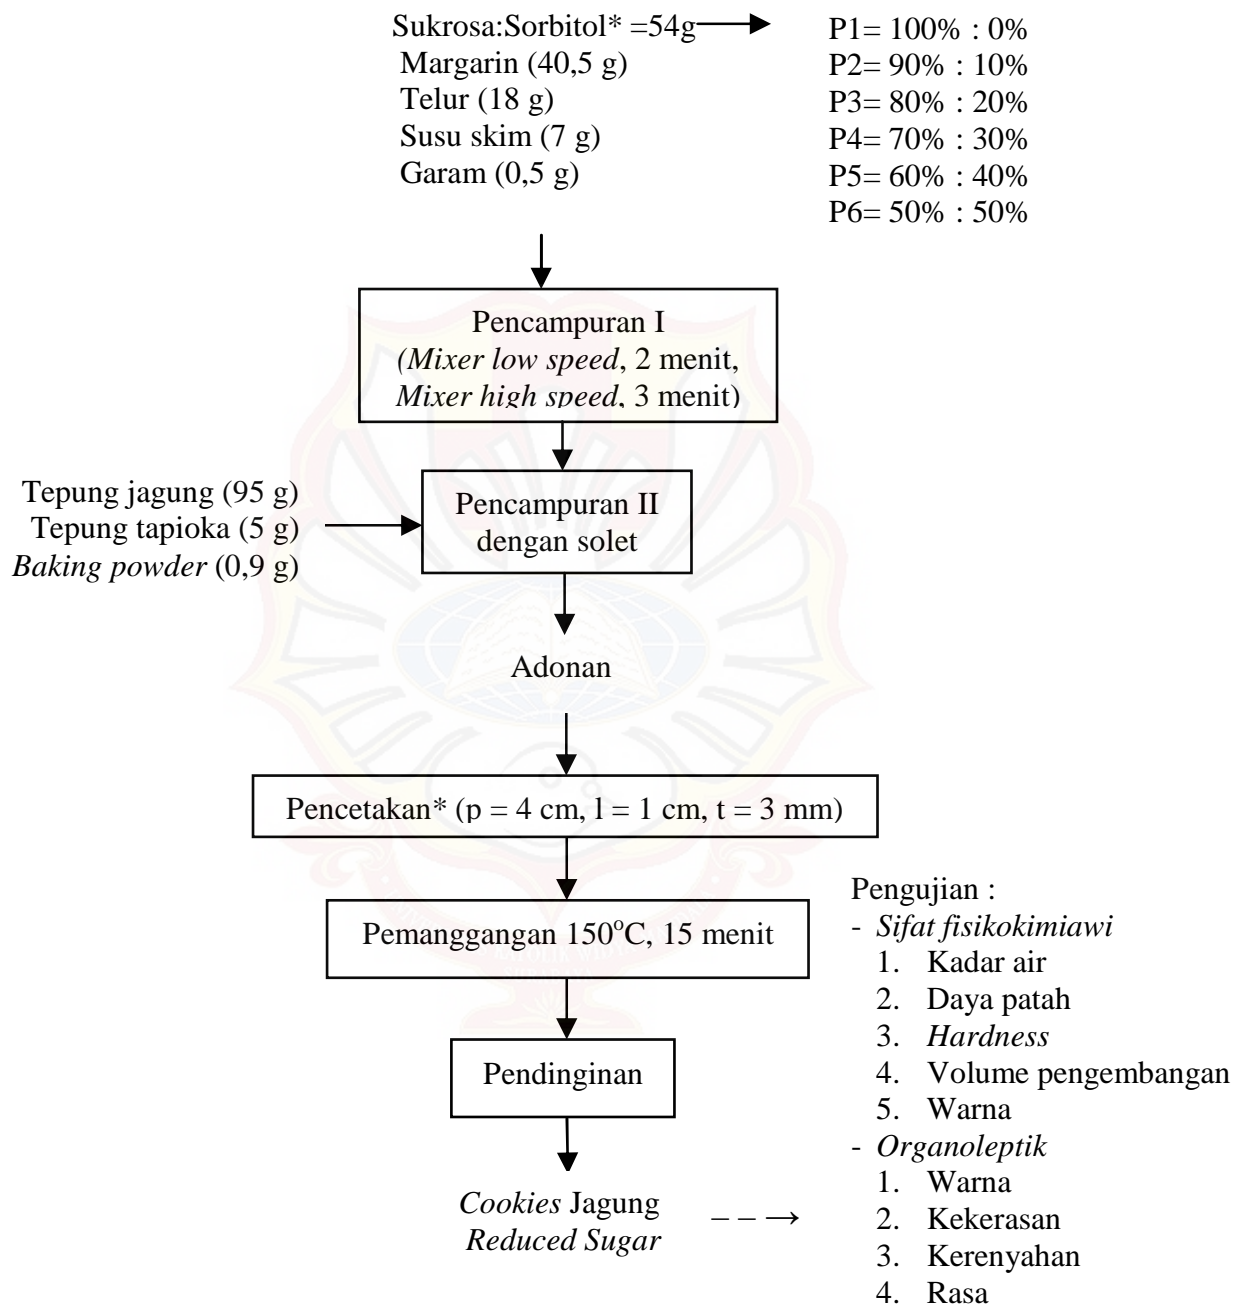 Sukrosa:Sorbitol* =54g
Margarin (40,5 g)
Telur (18 g)
Susu skim (7 g)
Garam (0,5 g)
P1= 100% : 0%
P2= 90% : 10%
P3= 80% : 20%
P4= 70% : 30%
P5= 60% : 40%
P6= 50% : 50%
Pencampuran I
(Mixer low speed, 2 menit,
Mixer high speed, 3 menit)
Tepung jagung (95 g)
Tepung tapioka (5 g)
Baking powder (0,9 g)
Pencampuran II
dengan solet
Adonan
Pencetakan* (p = 4 cm, l = 1 cm, t = 3 mm)
Pemanggangan 150°C, 15 menit
Pendinginan
Cookies Jagung
Reduced Sugar
Pengujian :
- Sifat fisikokimiawi
1. Kadar air
2. Daya patah
3. Hardness
4. Volume pengembangan
5. Warna
- Organoleptik
1. Warna
2. Kekerasan
3. Kerenyahan
4. Rasa